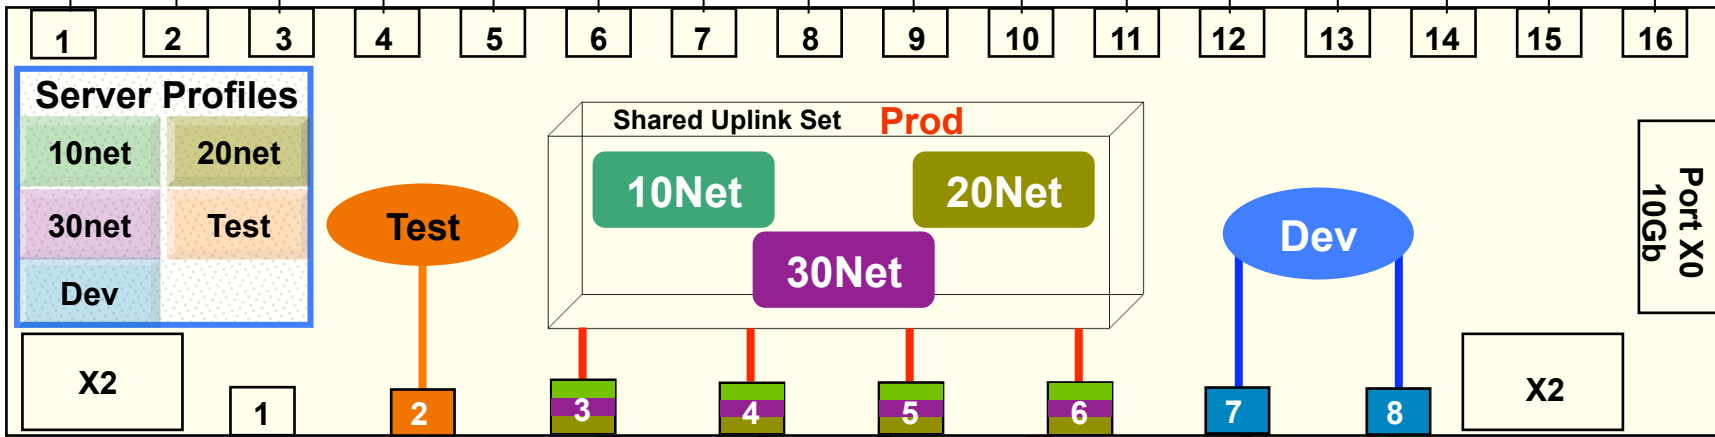 1 2 3 4 5 6 7 8 9 10 11 12 13 14 15 16
Server Profiles
10net 20net
30net Test
Dev
Test
Shared Uplink Set Prod
10Net 20Net
30Net
Dev
Port X0
10Gb
X2
1
2
3
4
5
6
7
8
X2